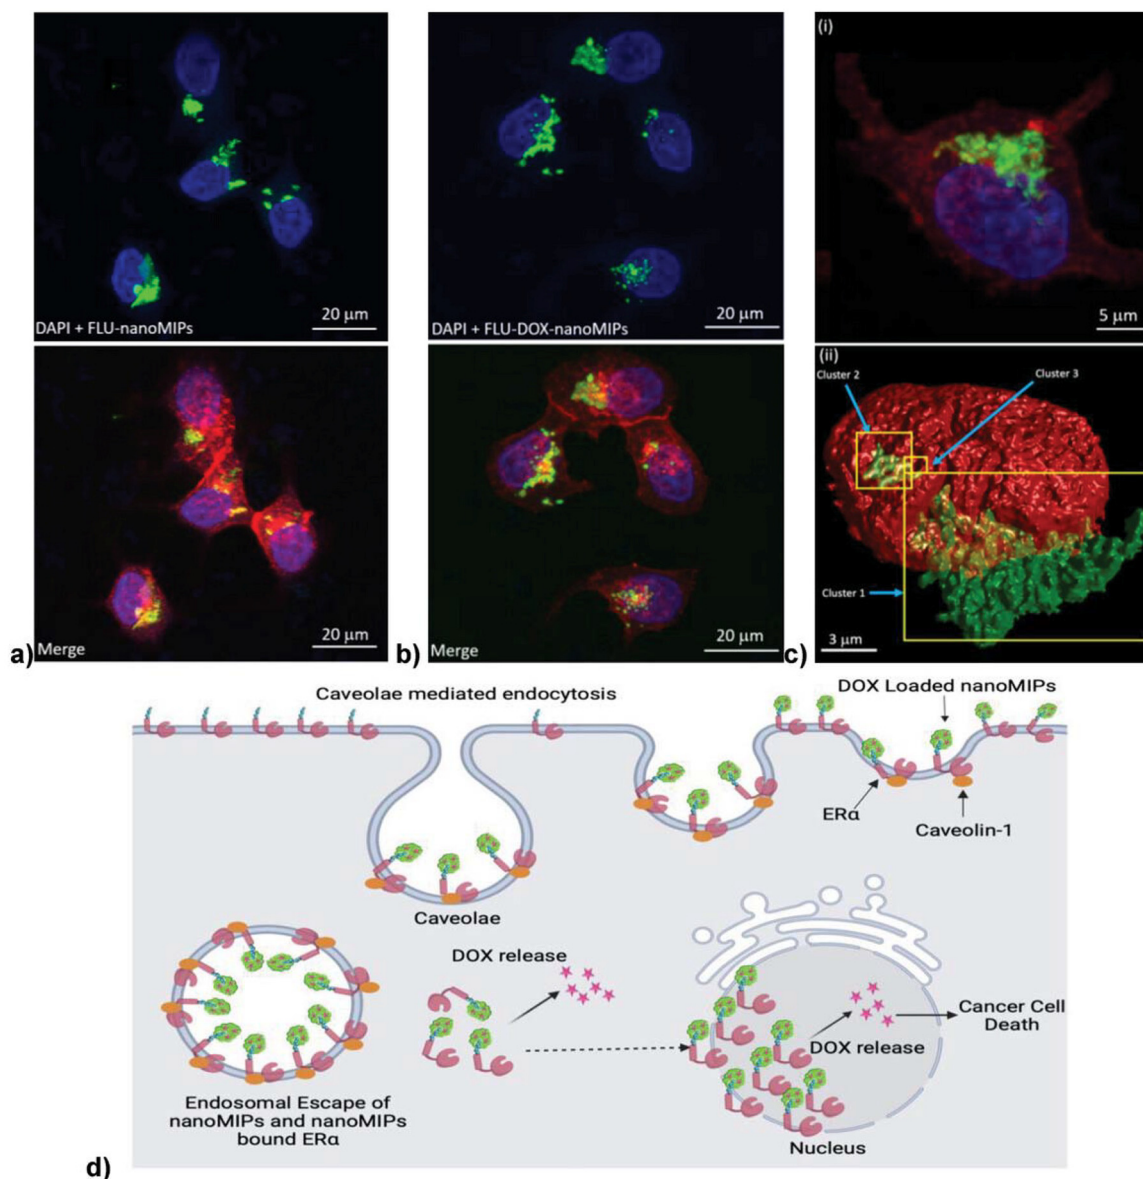 DAPI + FLU-nanoMIPs
20 μm
DAPI + FLU-DOX-nanoMIPs
20 μm
(i)
5 μm
Merge
20 μm
a)
Merge
20 μm
b)
(ii)
Cluster 2
Cluster 3
Cluster 1
3 μm
c)
Caveolae mediated endocytosis
DOX Loaded nanoMIPs
ERα
Caveolin-1
Caveolae
DOX release
Cancer Cell
Death
DOX release
Endosomal Escape of
nanoMIPs and nanoMIPs
bound ERα
Nucleus
d)